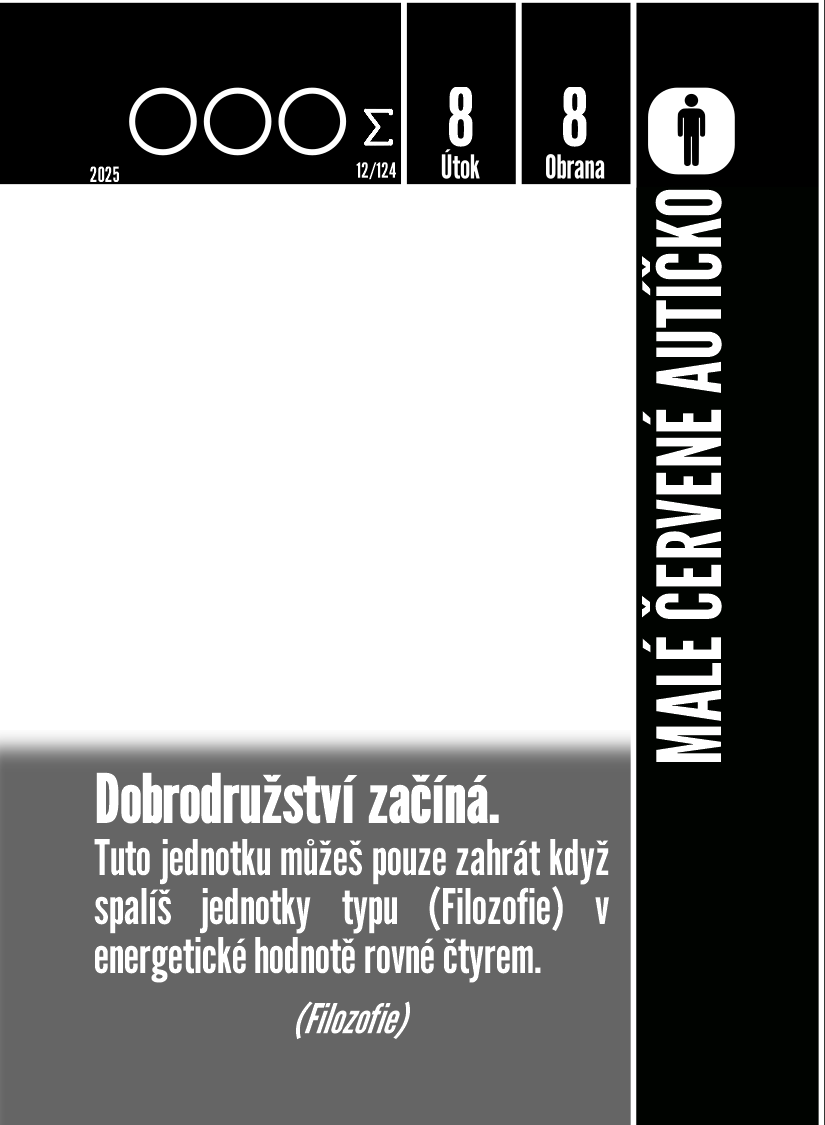 2025
Σ
12/124
8
Útok
8
Obrana
MALÉ ČERVENÉ AUTÍČKO
Dobrodružství začíná.
Tuto jednotku můžeš pouze zahrát když
spalíš jednotky typu (Filozofie) v
energetické hodnotě rovné čtyrem.
(Filozofie)